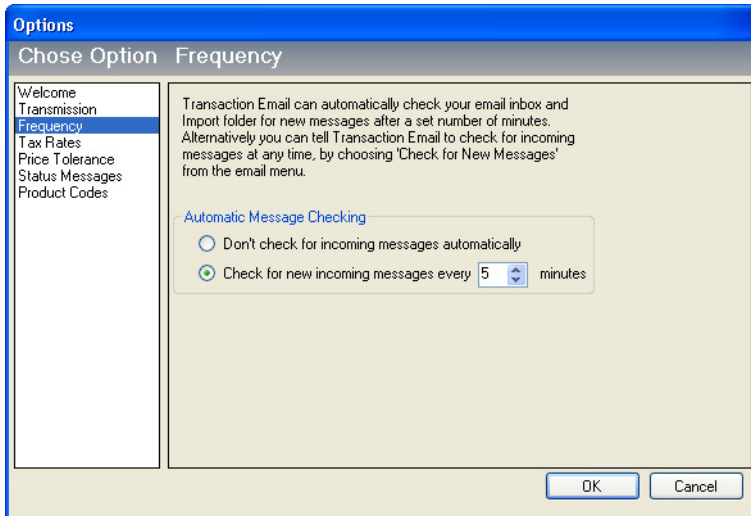 Options
Chose Option Frequency
Welcome
Transmission
Frequency
Tax Rates
Price Tolerance
Status Messages
Product Codes
Transaction Email can automatically check your email inbox and
Import folder for new messages after a set number of minutes.
Alternatively you can tell Transaction Email to check for incoming
messages at any time, by choosing 'Check for New Messages'
from the email menu.
Automatic Message Checking
Don't check for incoming messages automatically
Check for new incoming messages every 5 minutes
OK Cancel